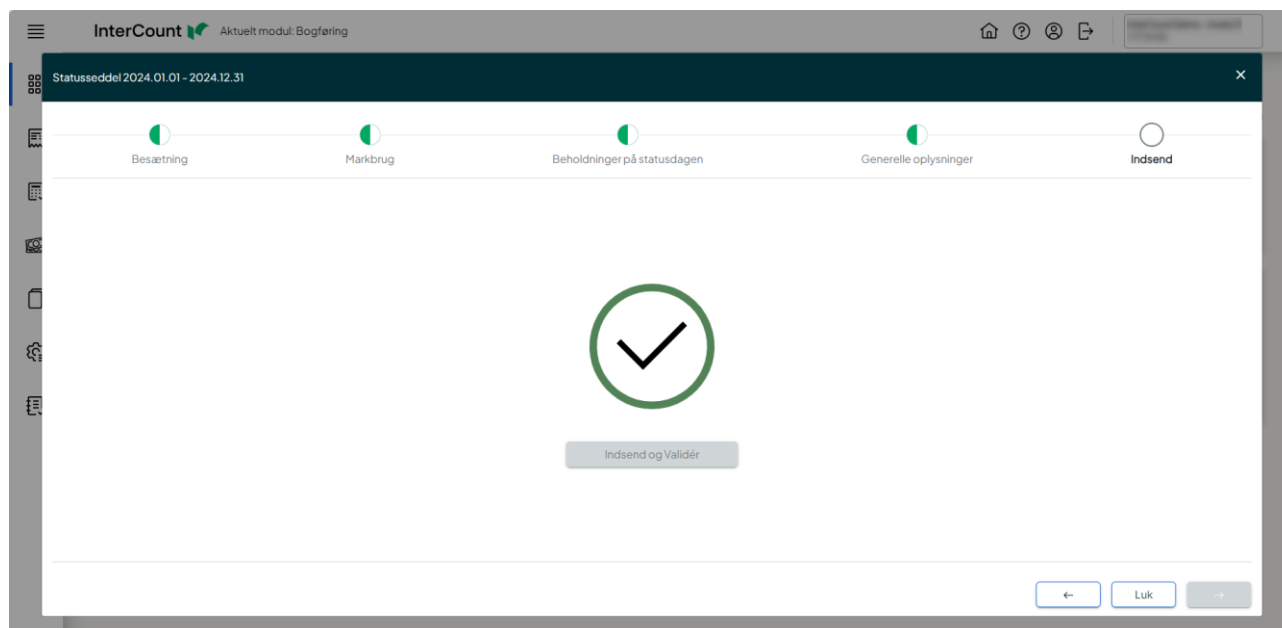 InterCount Aktuelt modul: Bogføring
Statusseddel 2024.01.01 - 2024.12.31
Besætning Markbrug Beholdninger på statusdagen Generelle oplysninger Indsend
Indsend og Validér
← Luk →